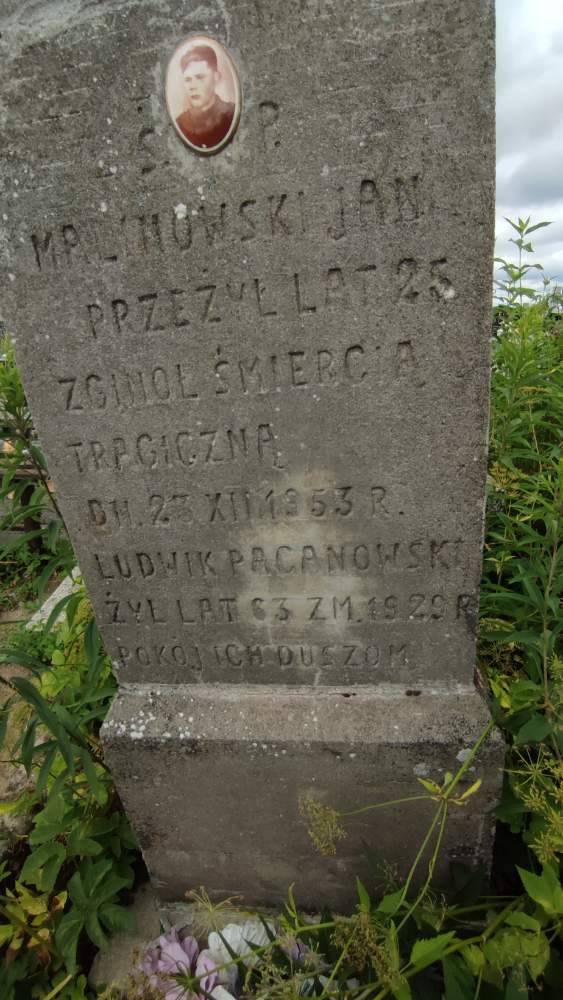 Ś. P.
MALINOWSKI JAN
PRZEŻYŁ LAT 25
ZGINOŁ ŚMIERCIĄ
TRAGICZNĄ
DN. 23 XII 1953 R.
LUDWIK PACANOWSKI
ŻYŁ LAT 63 ZM. 1929 R
POKÓJ ICH DUSZOM